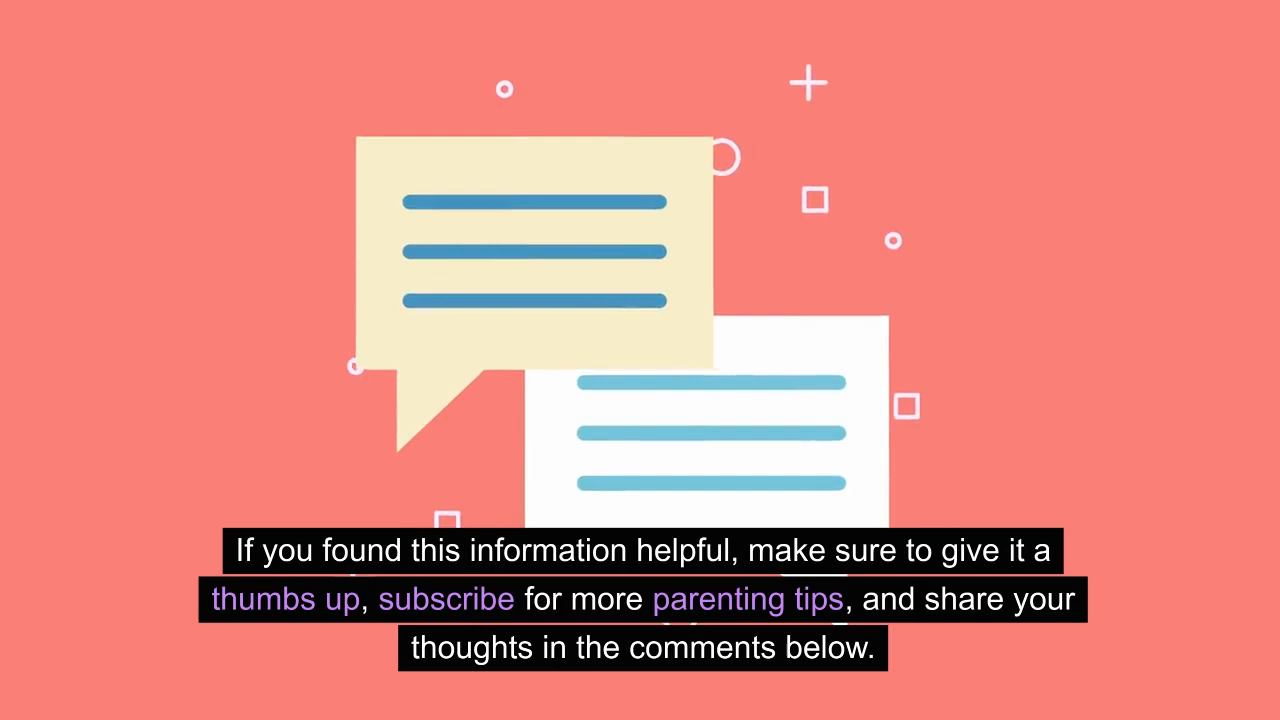 If you found this information helpful, make sure to give it a
thumbs up, subscribe for more parenting tips, and share your
thoughts in the comments below.